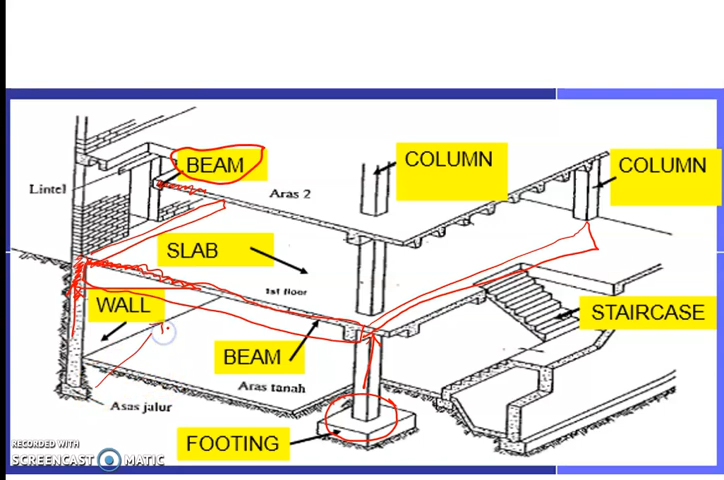 COLUMN
BEAM
COLUMN
Lintel
Aras 2
SLAB
1st floor
WALL
STAIRCASE
BEAM
Aras tanah
Asas jalur
FOOTING
RECORDED WITH
SCREENCAST MATIC